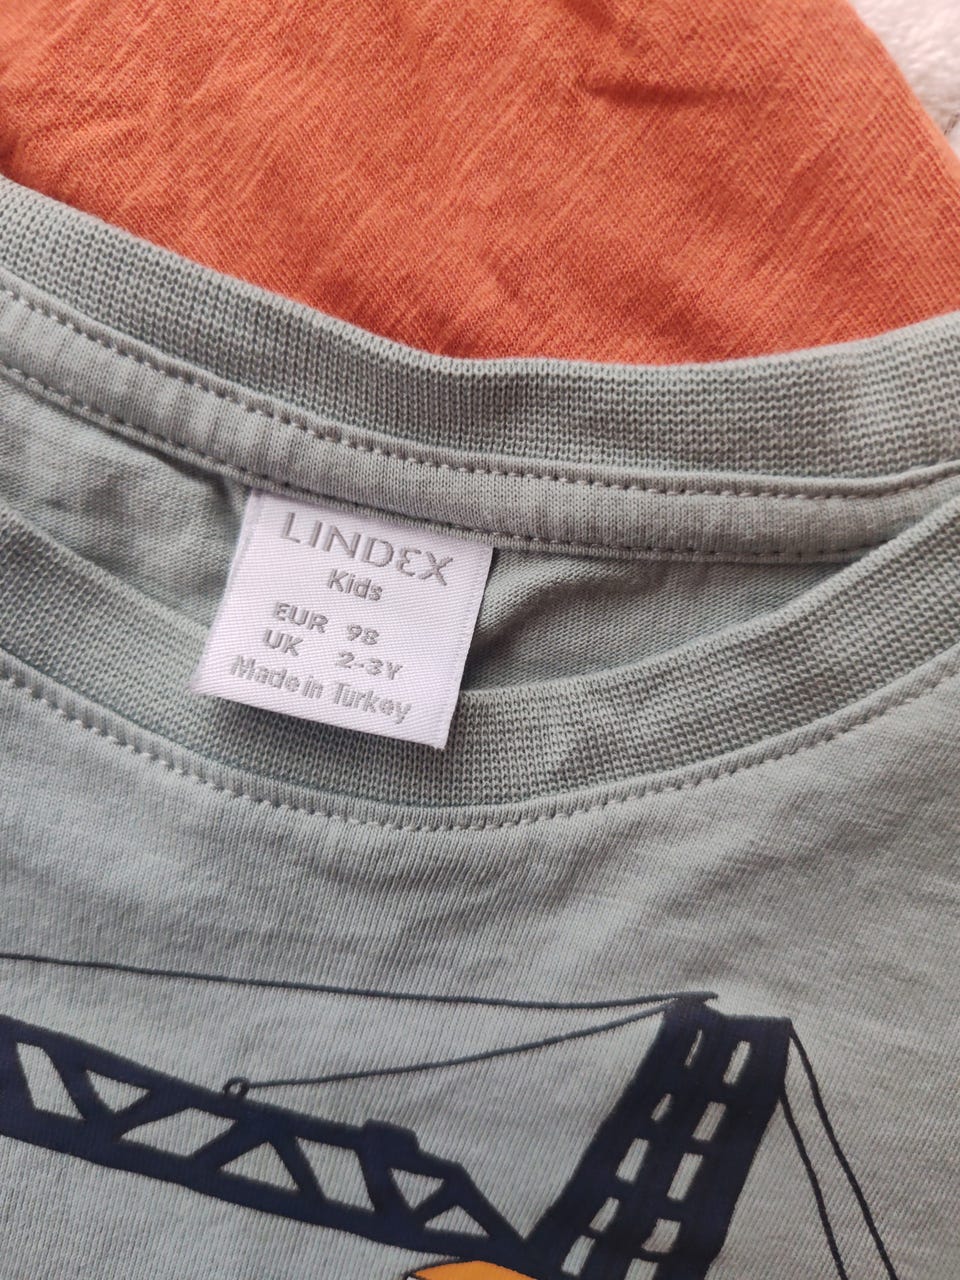 LINDEX
Kids
EUR 98
UK 2-3Y
Made in Turkey